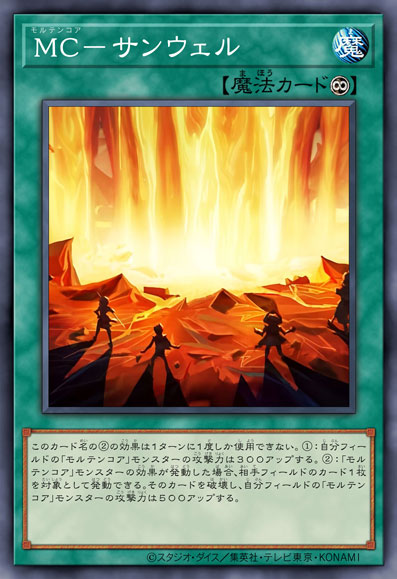 モルテンコア
MC－サンウェル
魔
【魔法カード】
このカード名の②の効果は1ターンに1度しか使用できない。①：自分フィー
ルドの「モルテンコア」モンスターの攻撃力は300アップする。②：「モル
テンコア」モンスターの効果が発動した場合、相手フィールドのカード1枚
を対象として発動できる。そのカードを破壊し、自分フィールドの「モルテンコ
ア」モンスターの攻撃力は500アップする。
©スタジオ・ダイス／集英社・テレビ東京・KONAMI